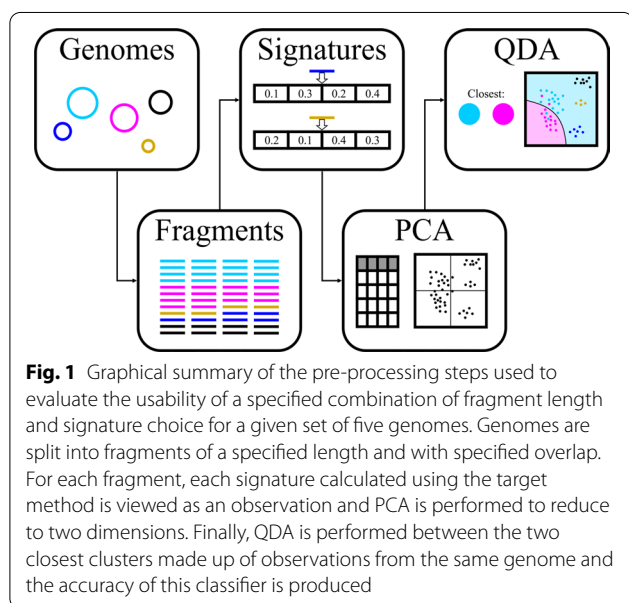 Genomes
Signatures
QDA
0.1 0.3 0.2 0.4
0.2 0.1 0.4 0.3
Closest:
Fragments
PCA
Fig. 1 Graphical summary of the pre-processing steps used to
evaluate the usability of a specified combination of fragment length
and signature choice for a given set of five genomes. Genomes are
split into fragments of a specified length and with specified overlap.
For each fragment, each signature calculated using the target
method is viewed as an observation and PCA is performed to reduce
to two dimensions. Finally, QDA is performed between the two
closest clusters made up of observations from the same genome and
the accuracy of this classifier is produced